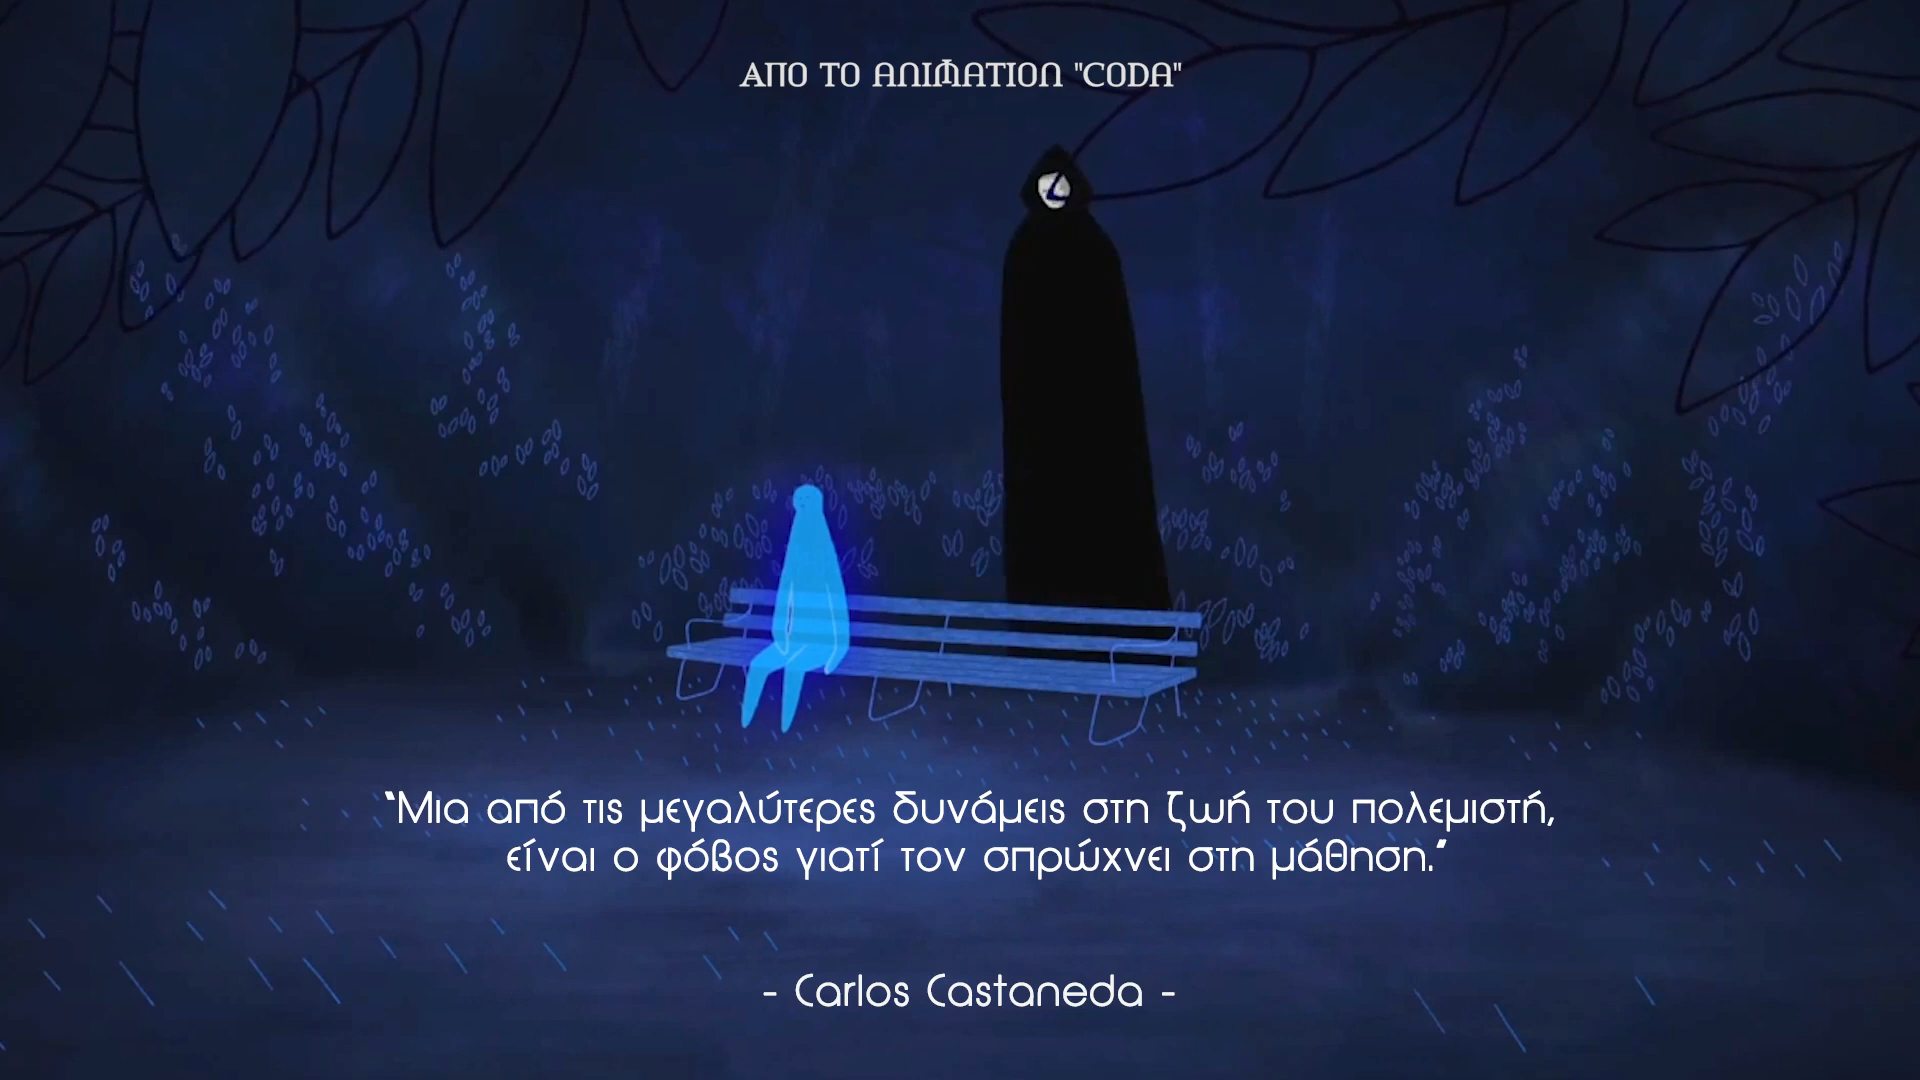 ΑΠΟ ΤΟ ANIMATION "CODA"
“Μια από τις μεγαλύτερες δυνάμεις στη ζωή του πολεμιστή,
είναι ο φόβος γιατί τον σπρώχνει στη μάθηση.”
- Carlos Castaneda -